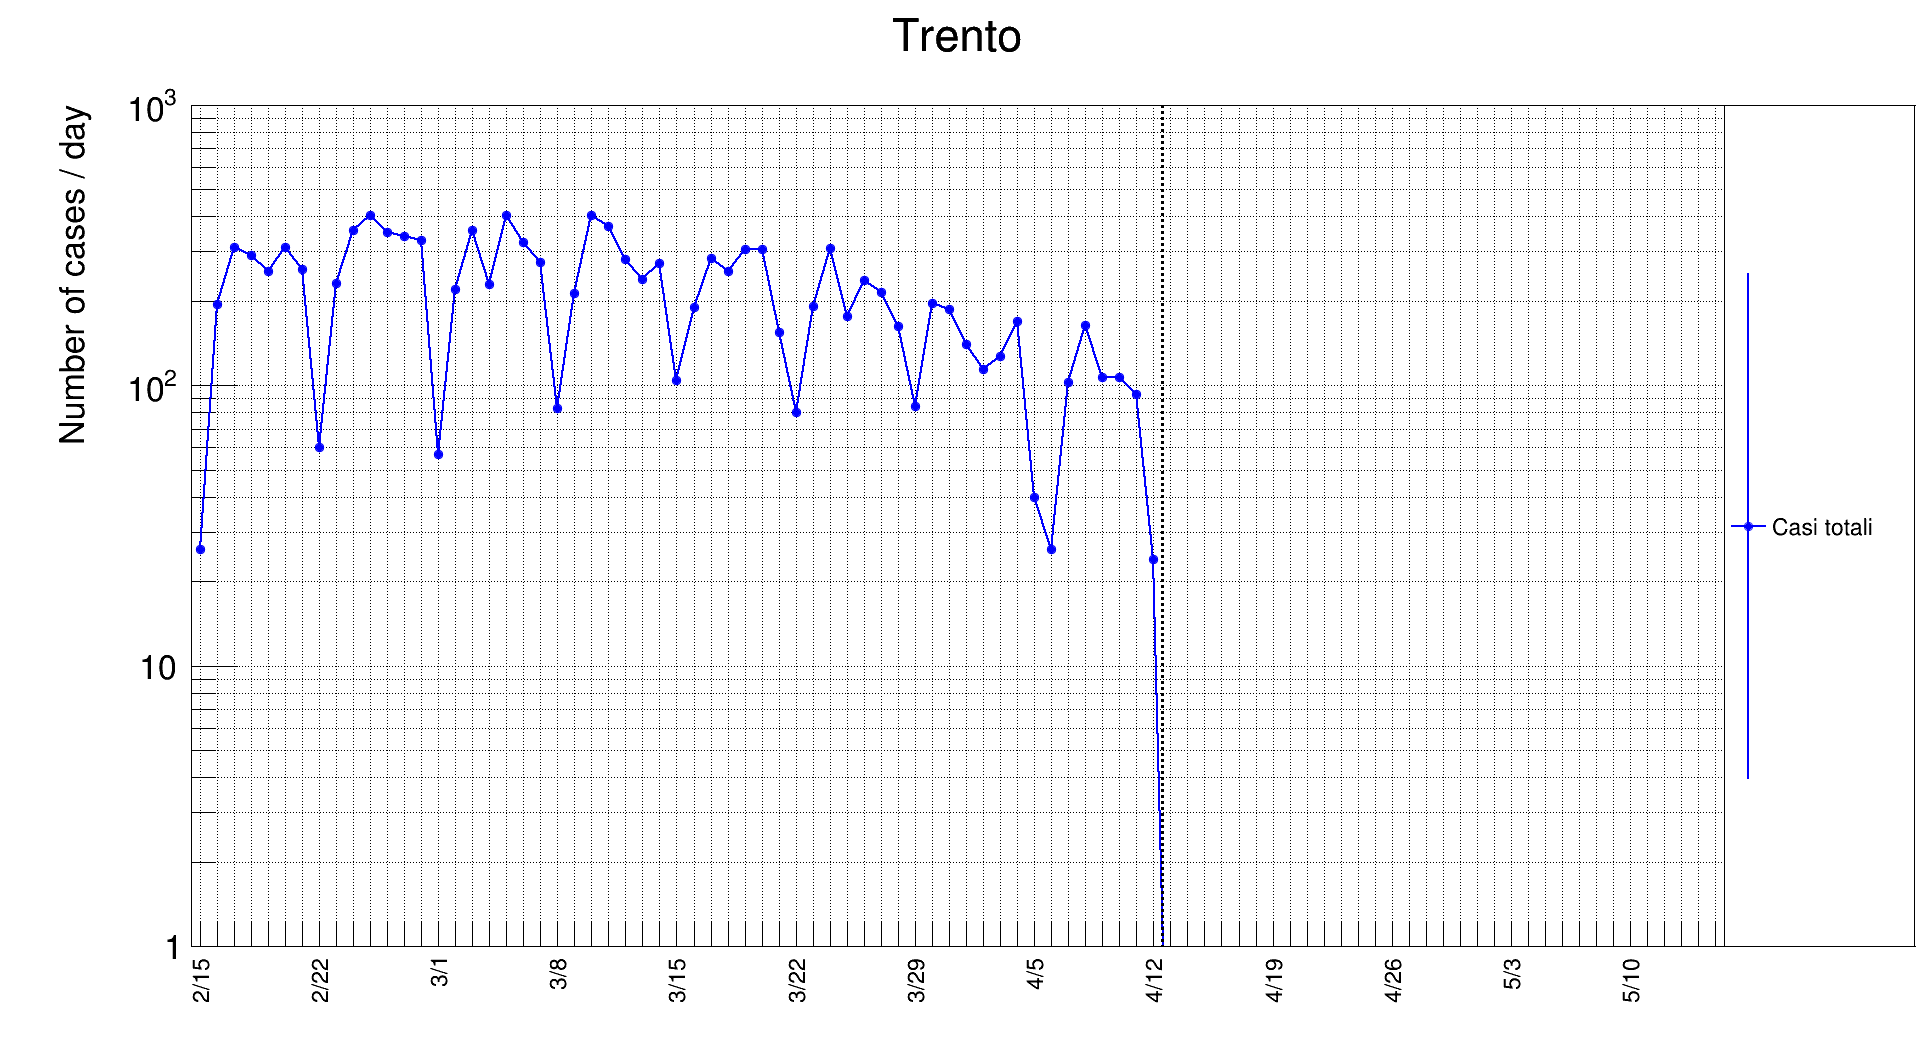 Trento
Number of cases / day
10³
10²
10
1
2/15 2/22 3/1 3/8 3/15 3/22 3/29 4/5 4/12 4/19 4/26 5/3 5/10
Casi totali